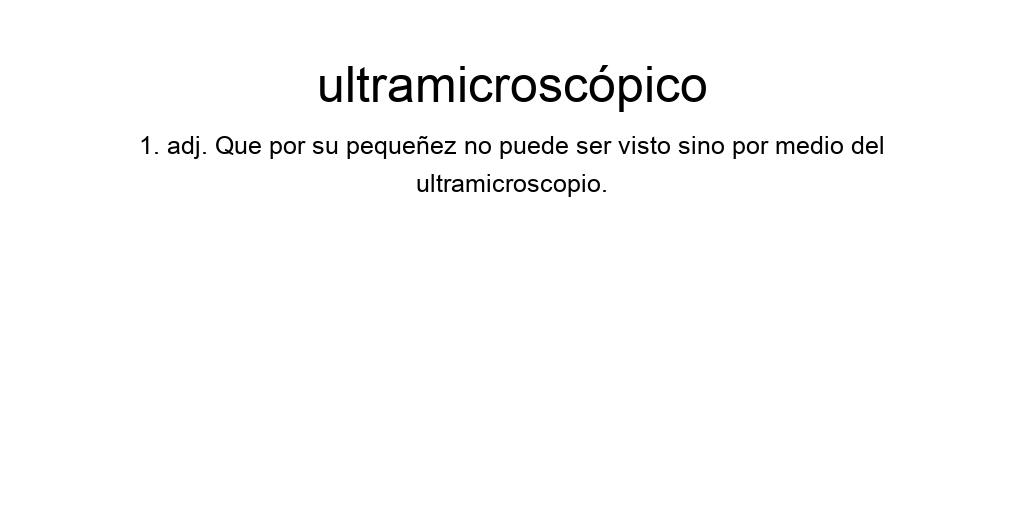 ultramicroscópico
1. adj. Que por su pequeñez no puede ser visto sino por medio del
ultramicroscopio.